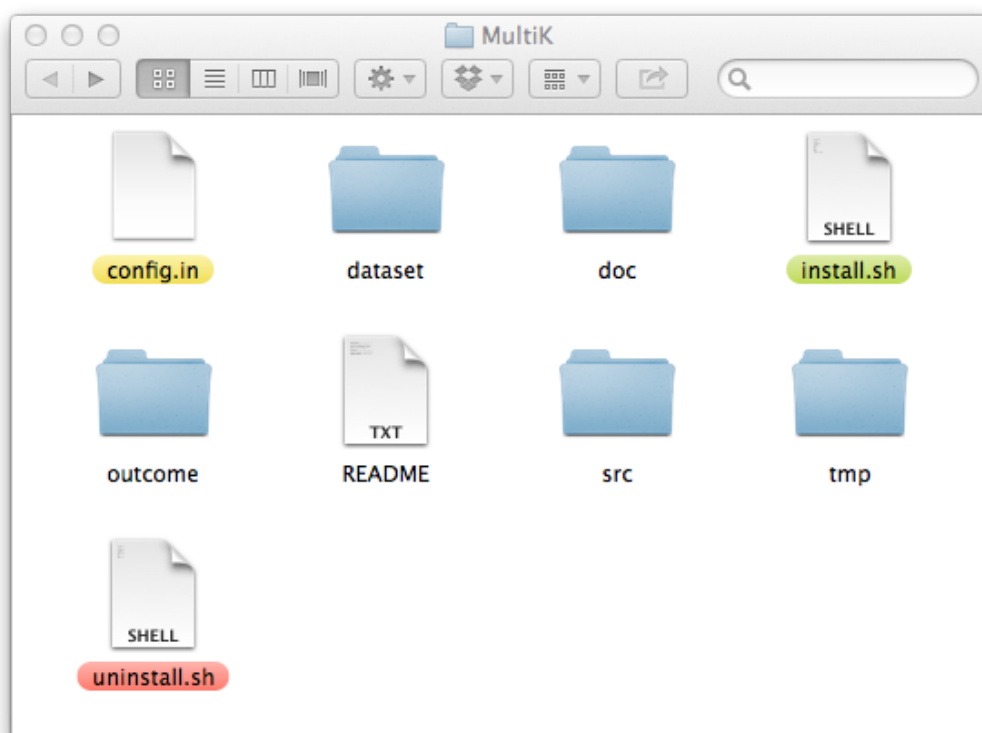 MultiK
SHELL
config.in dataset doc install.sh
TXT
outcome README src tmp
SHELL
uninstall.sh